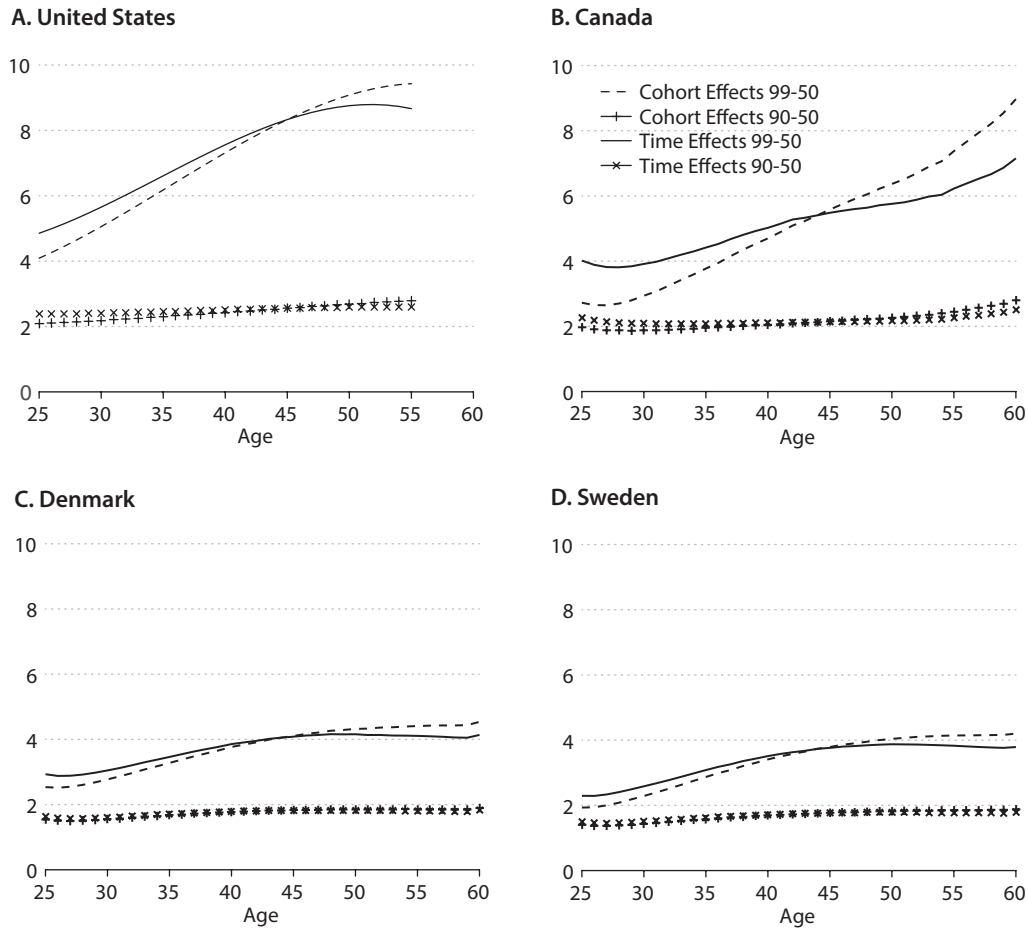 A. United States
10
8
6
4
2
0
25 30 35 40 45 50 55 60
Age
B. Canada
10
8
6
4
2
0
Cohort Effects 99-50
Cohort Effects 90-50
Time Effects 99-50
Time Effects 90-50
25 30 35 40 45 50 55 60
Age
C. Denmark
10
8
6
4
2
0
25 30 35 40 45 50 55 60
Age
D. Sweden
10
8
6
4
2
0
25 30 35 40 45 50 55 60
Age